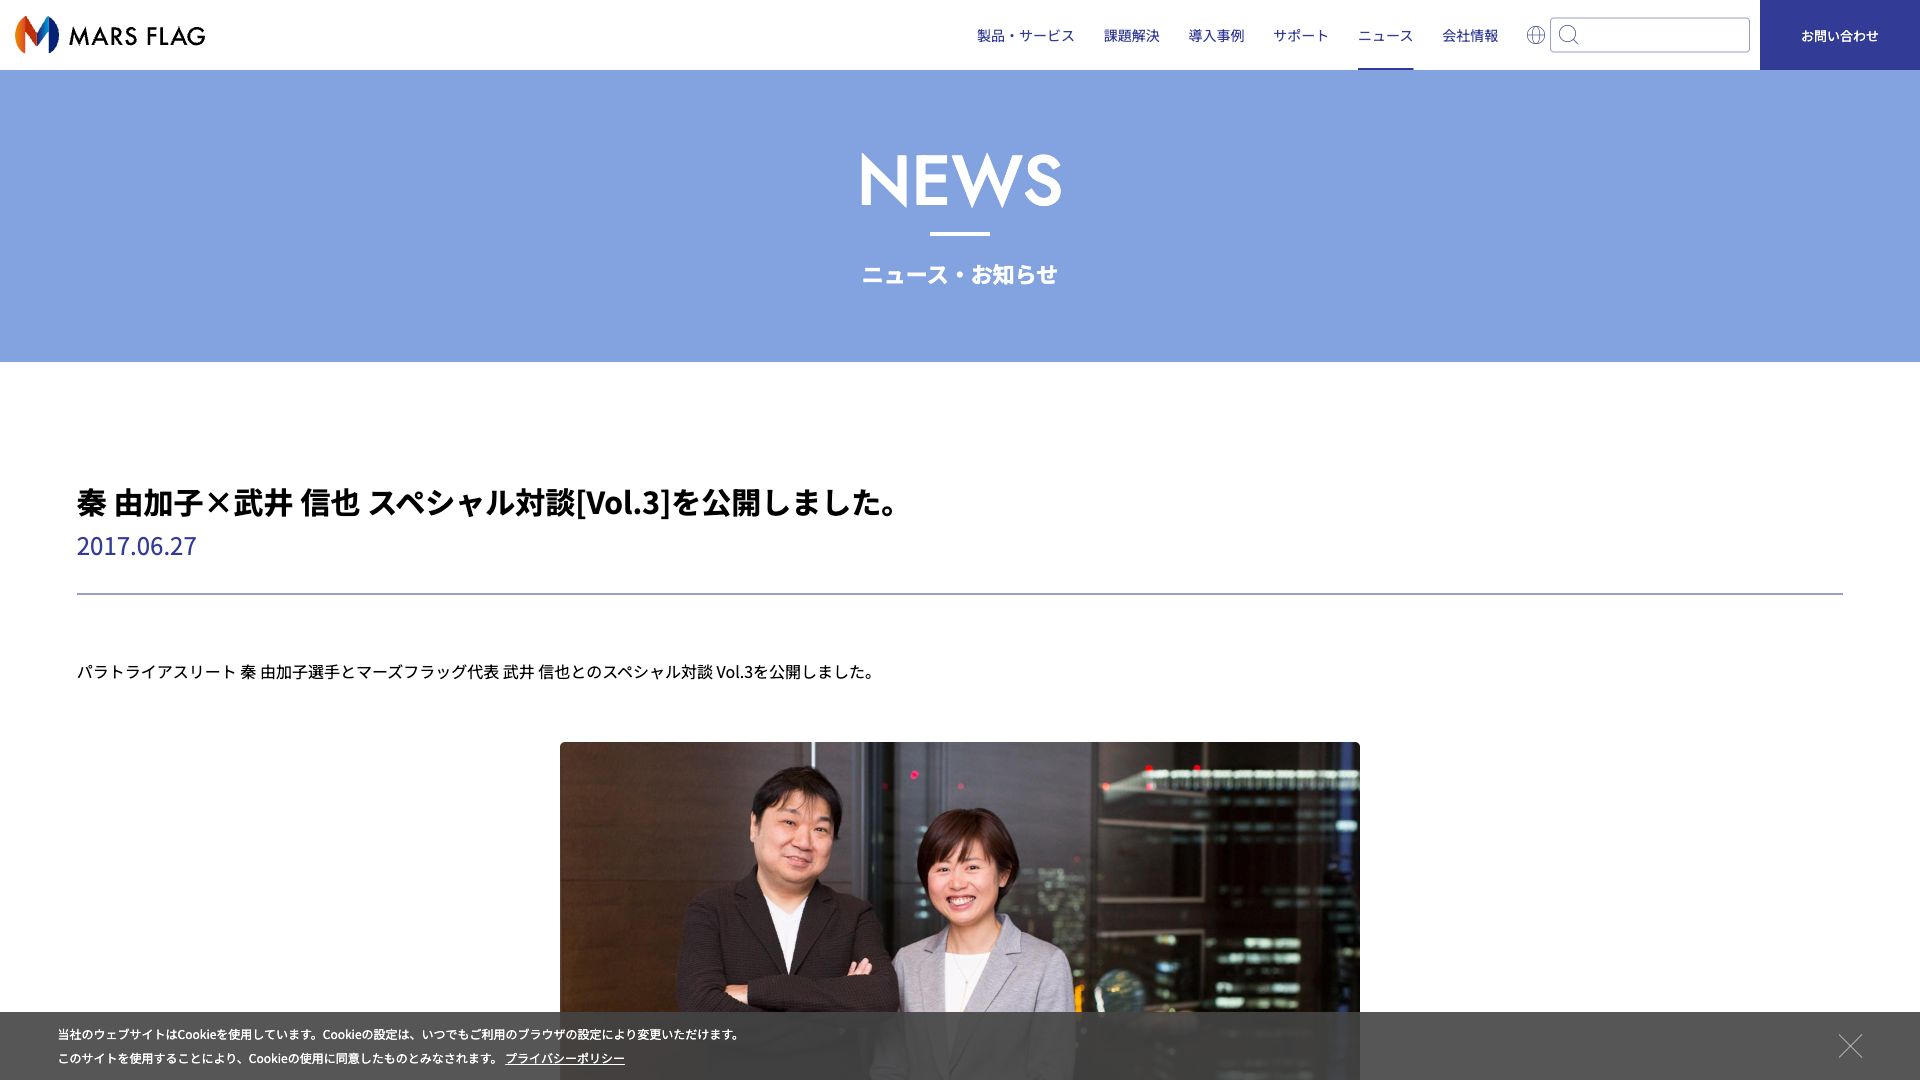 MARS FLAG
製品・サービス
課題解決
導入事例
サポート
ニュース
会社情報
お問い合わせ
NEWS
ニュース・お知らせ
秦 由加子×武井 信也 スペシャル対談[Vol.3]を公開しました。
2017.06.27
パラトライアスリート 秦 由加子選手とマーズフラッグ代表 武井 信也とのスペシャル対談 Vol.3を公開しました。
当社のウェブサイトはCookieを使用しています。Cookieの設定は、いつでもご利用のブラウザの設定により変更いただけます。
このサイトを使用することにより、Cookieの使用に同意したものとみなされます。 プライバシーポリシー